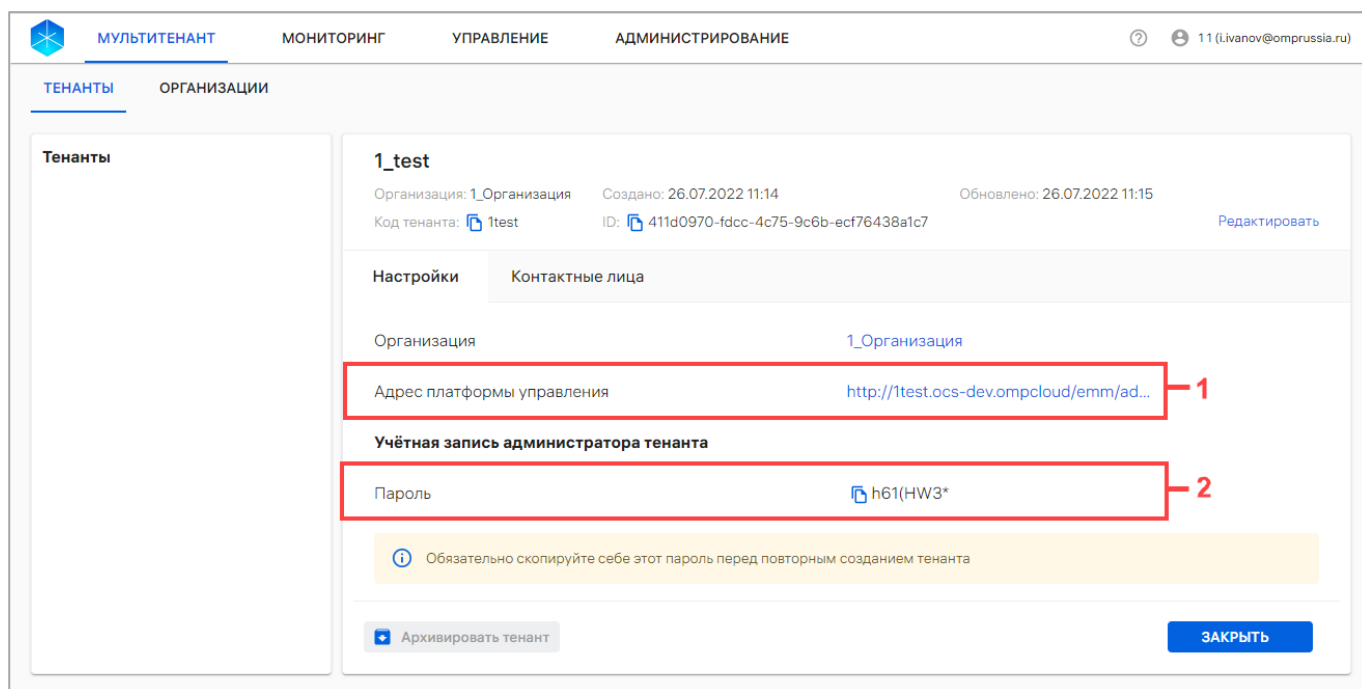 МУЛЬТИТЕНАНТ МОНИТОРИНГ УПРАВЛЕНИЕ АДМИНИСТРИРОВАНИЕ 11 (i.ivanov@omprussia.ru)
ТЕНАНТЫ ОРГАНИЗАЦИИ
Тенанты
1_test
Организация: 1_Организация Создано: 26.07.2022 11:14 Обновлено: 26.07.2022 11:15
Код тенанта: 1test ID: 411d0970-fdcc-4c75-9c6b-ecf76438a1c7 Редактировать
Настройки Контактные лица
Организация 1_Организация
Адрес платформы управления http://1test.ocs-dev.ompcloud/emm/ad... 1
Учётная запись администратора тенанта
Пароль h61(HW3* 2
Обязательно скопируйте себе этот пароль перед повторным созданием тенанта
Архивировать тенант ЗАКРЫТЬ